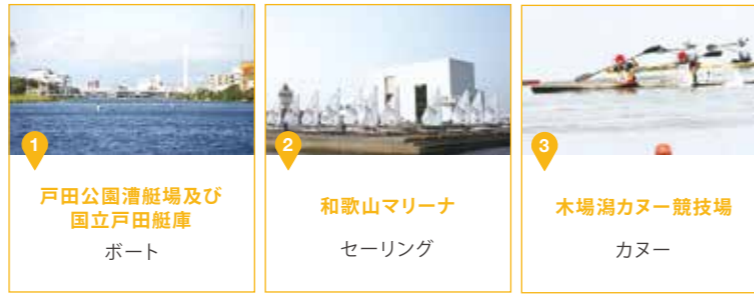 1
戸田公園漕艇場及び
国立戸田艇庫
ボート
2
和歌山マリーナ
セーリング
3
木場潟カヌー競技場
カヌー